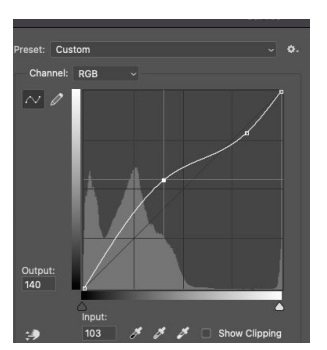 Preset: Custom
Channel: RGB
Output:
140
Input:
103
Show Clipping